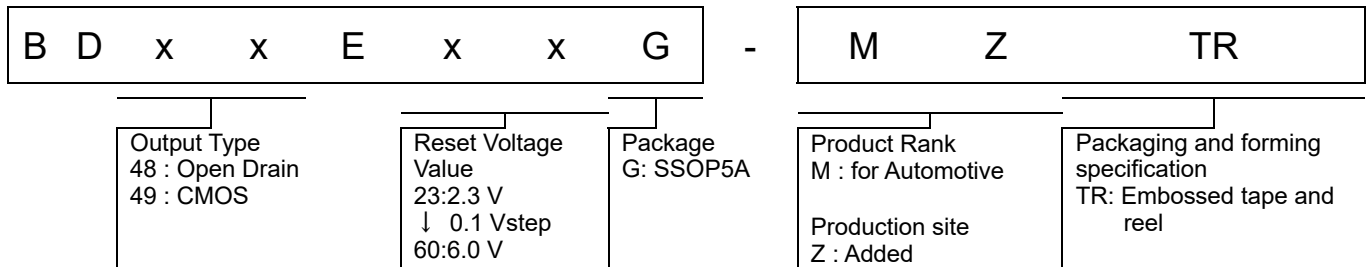 B D x x E x x G - M Z TR
Output Type
48 : Open Drain
49 : CMOS
Reset Voltage
Value
23:2.3 V
↓ 0.1 Vstep
60:6.0 V
Package
G: SSOP5A
Product Rank
M : for Automotive
Production site
Z : Added
Packaging and forming
specification
TR: Embossed tape and
reel